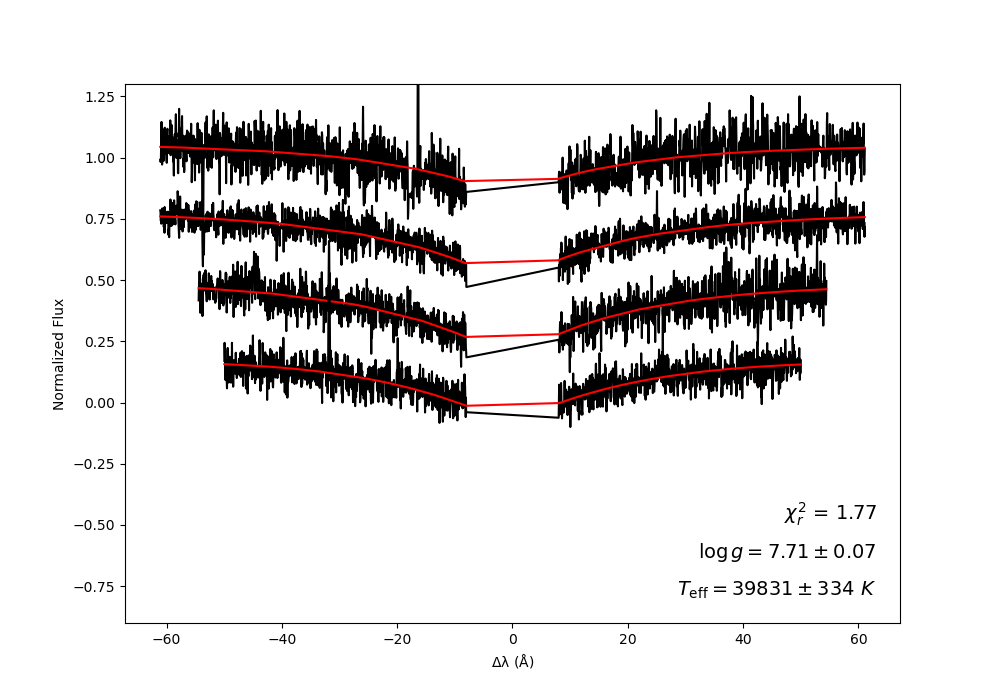 1.25
1.00
0.75
0.50
0.25
0.00
−0.25
−0.50
−0.75
Normalized Flux
χ²ᵣ = 1.77
log g = 7.71 ± 0.07
T_eff = 39831 ± 334 K
−60 −40 −20 0 20 40 60
Δλ (Å)